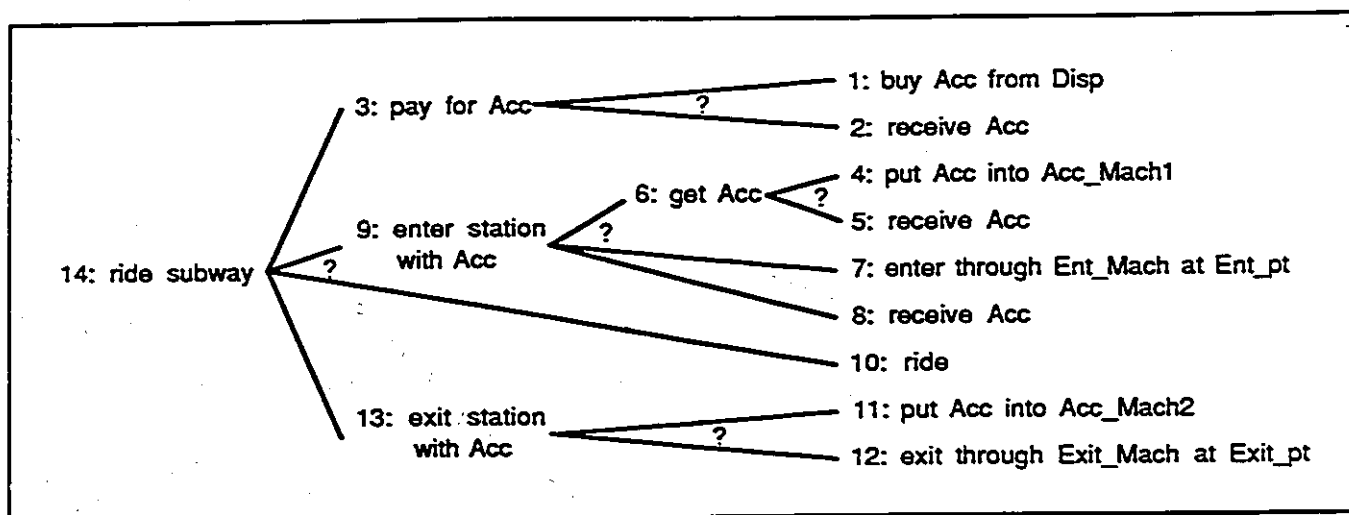 1: buy Acc from Disp
3: pay for Acc
?
2: receive Acc
4: put Acc into Acc_Mach1
6: get Acc
?
5: receive Acc
9: enter station
with Acc
?
7: enter through Ent_Mach at Ent_pt
14: ride subway
?
8: receive Acc
10: ride
13: exit station
with Acc
11: put Acc into Acc_Mach2
?
12: exit through Exit_Mach at Exit_pt